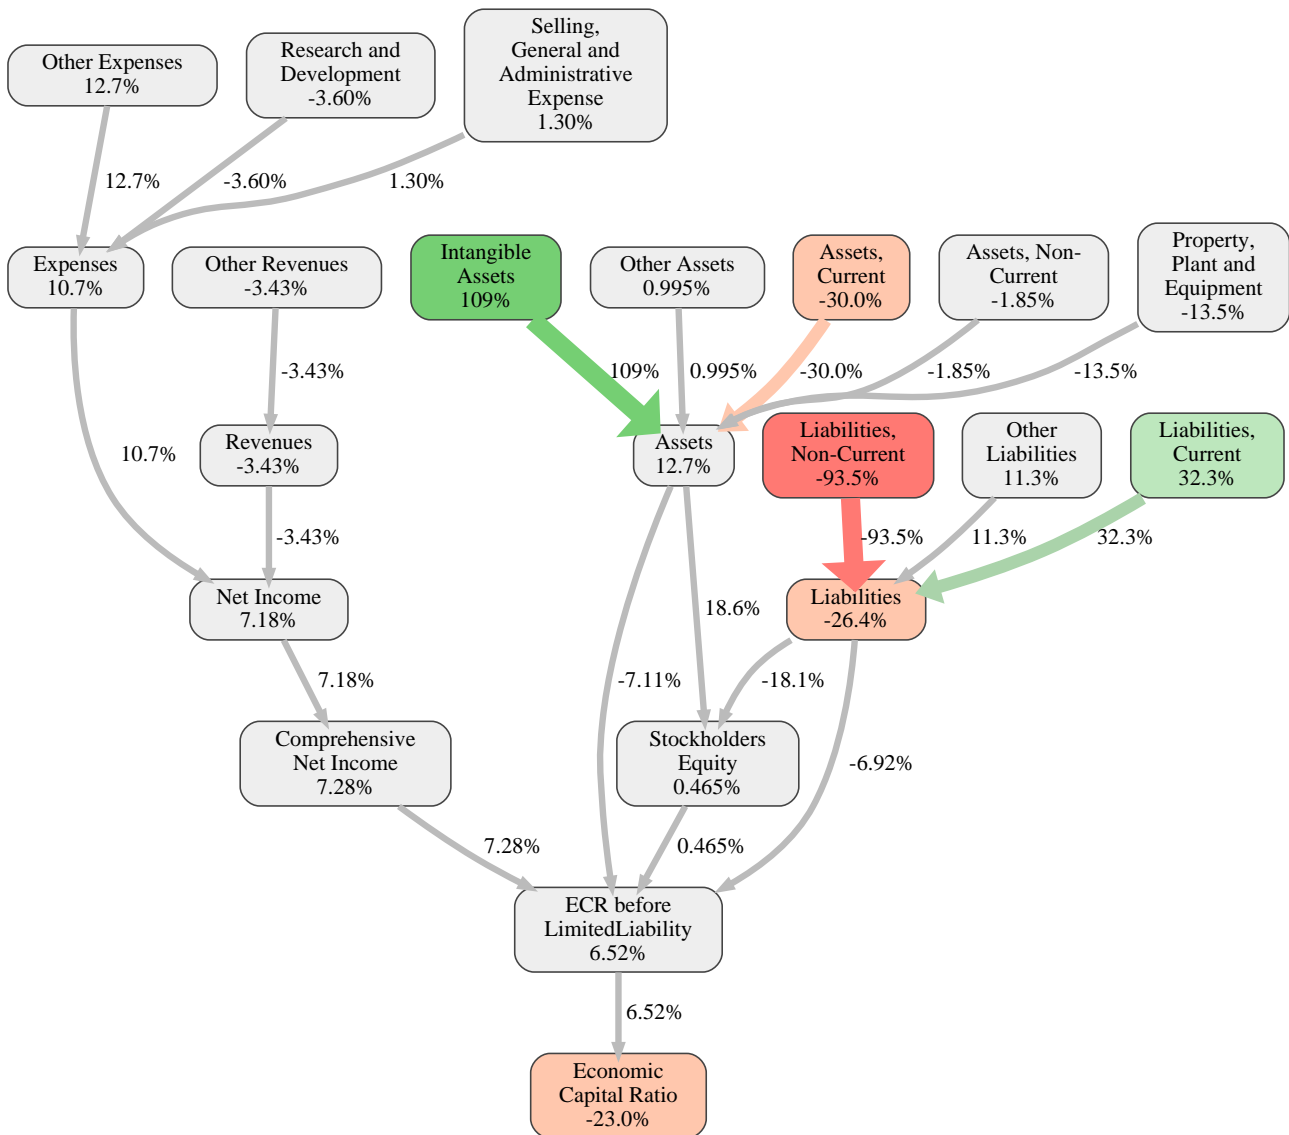 Other Expenses
12.7%
Research and
Development
-3.60%
Selling,
General and
Administrative
Expense
1.30%
12.7%
-3.60%
1.30%
Expenses
10.7%
Other Revenues
-3.43%
Intangible
Assets
109%
Other Assets
0.995%
Assets,
Current
-30.0%
Assets, Non-
Current
-1.85%
Property,
Plant and
Equipment
-13.5%
-3.43%
109%
0.995%
-30.0%
-1.85%
-13.5%
10.7%
Revenues
-3.43%
Assets
12.7%
Liabilities,
Non-Current
-93.5%
Other
Liabilities
11.3%
Liabilities,
Current
32.3%
-3.43%
-93.5%
11.3%
32.3%
Net Income
7.18%
18.6%
Liabilities
-26.4%
7.18%
-7.11%
-18.1%
Comprehensive
Net Income
7.28%
Stockholders
Equity
0.465%
-6.92%
7.28%
0.465%
ECR before
LimitedLiability
6.52%
6.52%
Economic
Capital Ratio
-23.0%